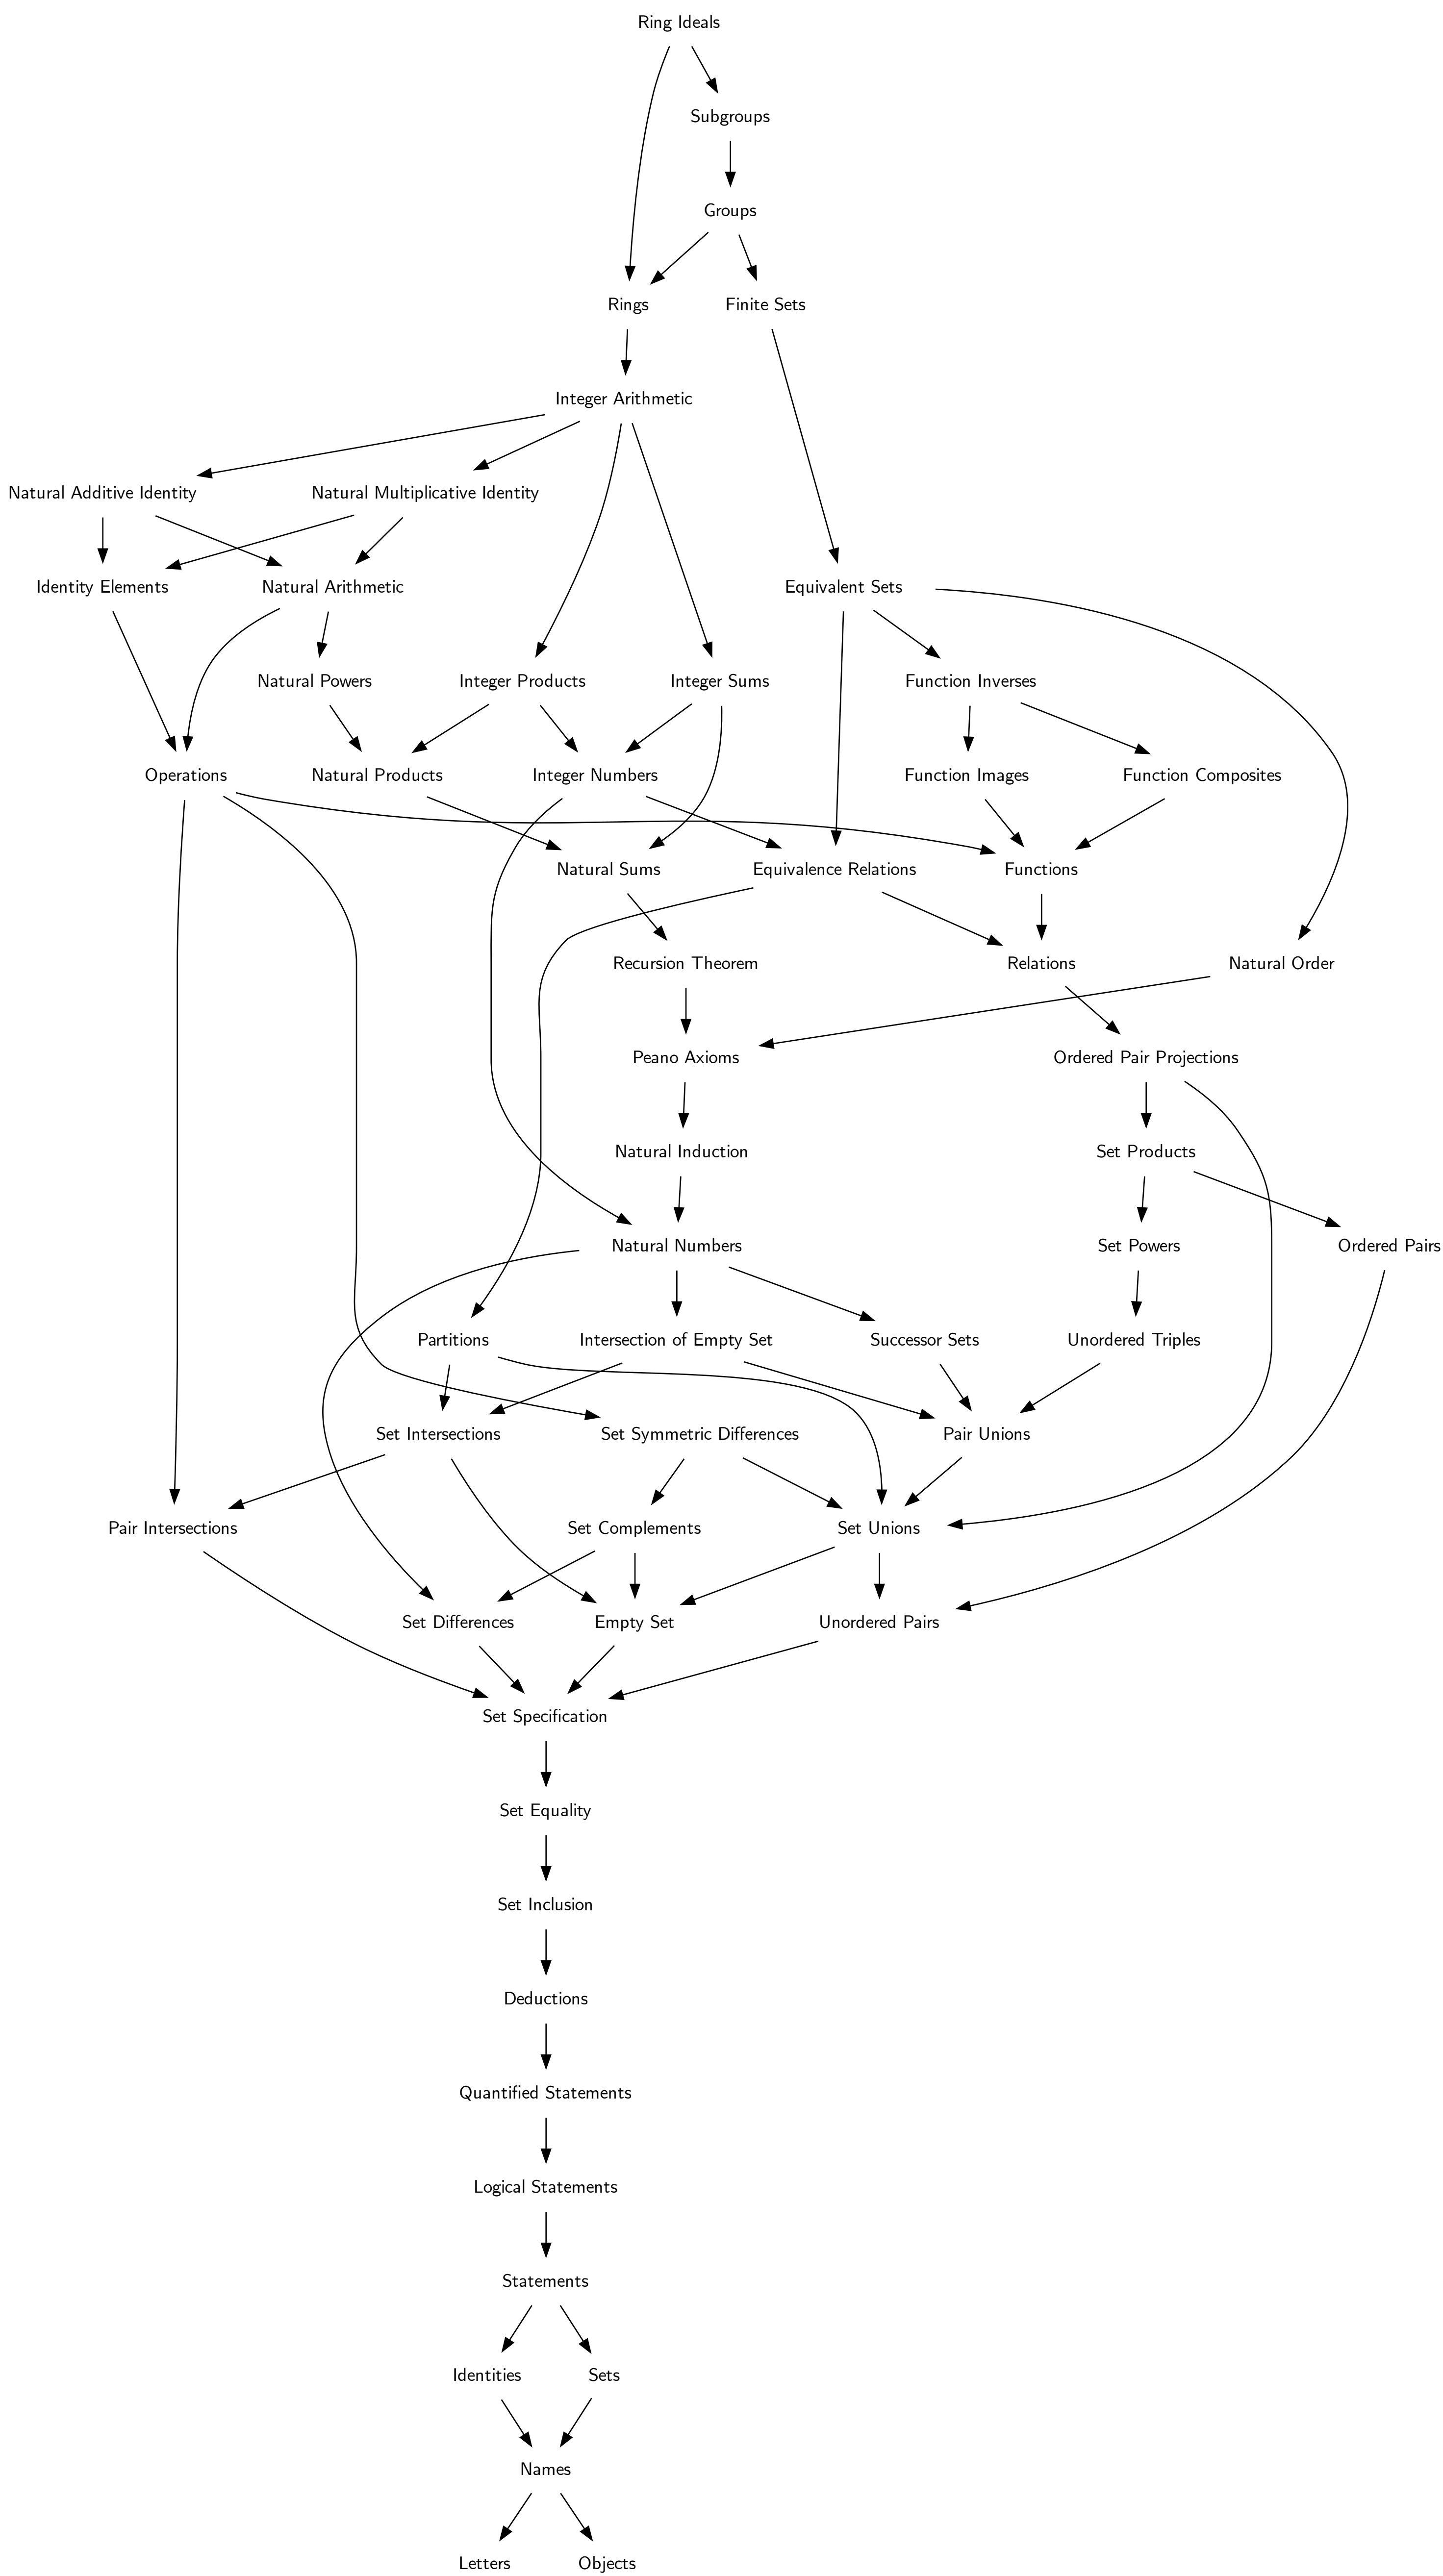 Ring Ideals
Subgroups
Groups
Rings
Finite Sets
Integer Arithmetic
Natural Additive Identity
Natural Multiplicative Identity
Identity Elements
Natural Arithmetic
Equivalent Sets
Natural Powers
Integer Products
Integer Sums
Function Inverses
Operations
Natural Products
Integer Numbers
Function Images
Function Composites
Natural Sums
Equivalence Relations
Functions
Recursion Theorem
Relations
Natural Order
Peano Axioms
Ordered Pair Projections
Natural Induction
Set Products
Natural Numbers
Set Powers
Ordered Pairs
Partitions
Intersection of Empty Set
Successor Sets
Unordered Triples
Set Intersections
Set Symmetric Differences
Pair Unions
Pair Intersections
Set Complements
Set Unions
Set Differences
Empty Set
Unordered Pairs
Set Specification
Set Equality
Set Inclusion
Deductions
Quantified Statements
Logical Statements
Statements
Identities
Sets
Names
Letters
Objects